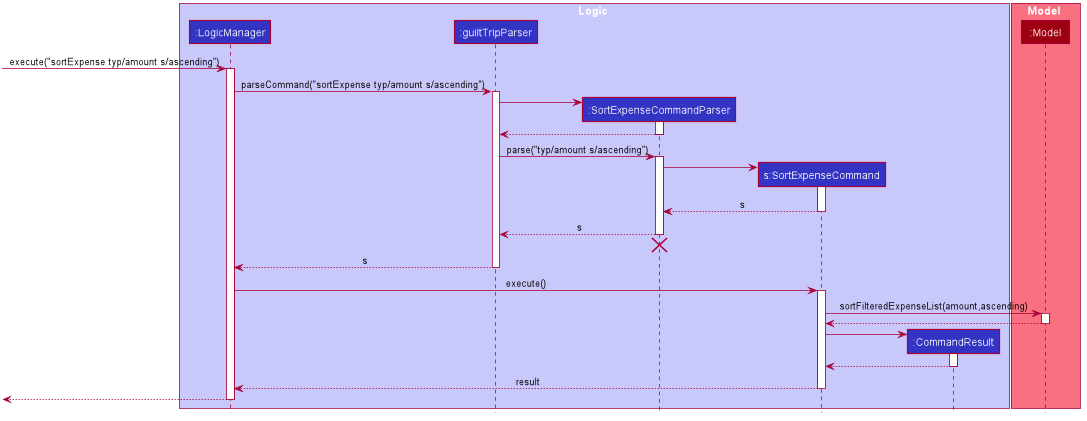 Logic
Model
:LogicManager
:guiltTripParser
:Model
execute("sortExpense typ/amount s/ascending")
parseCommand("sortExpense typ/amount s/ascending")
:SortExpenseCommandParser
parse("typ/amount s/ascending")
s:SortExpenseCommand
s
s
s
execute()
sortFilteredExpenseList(amount,ascending)
:CommandResult
result